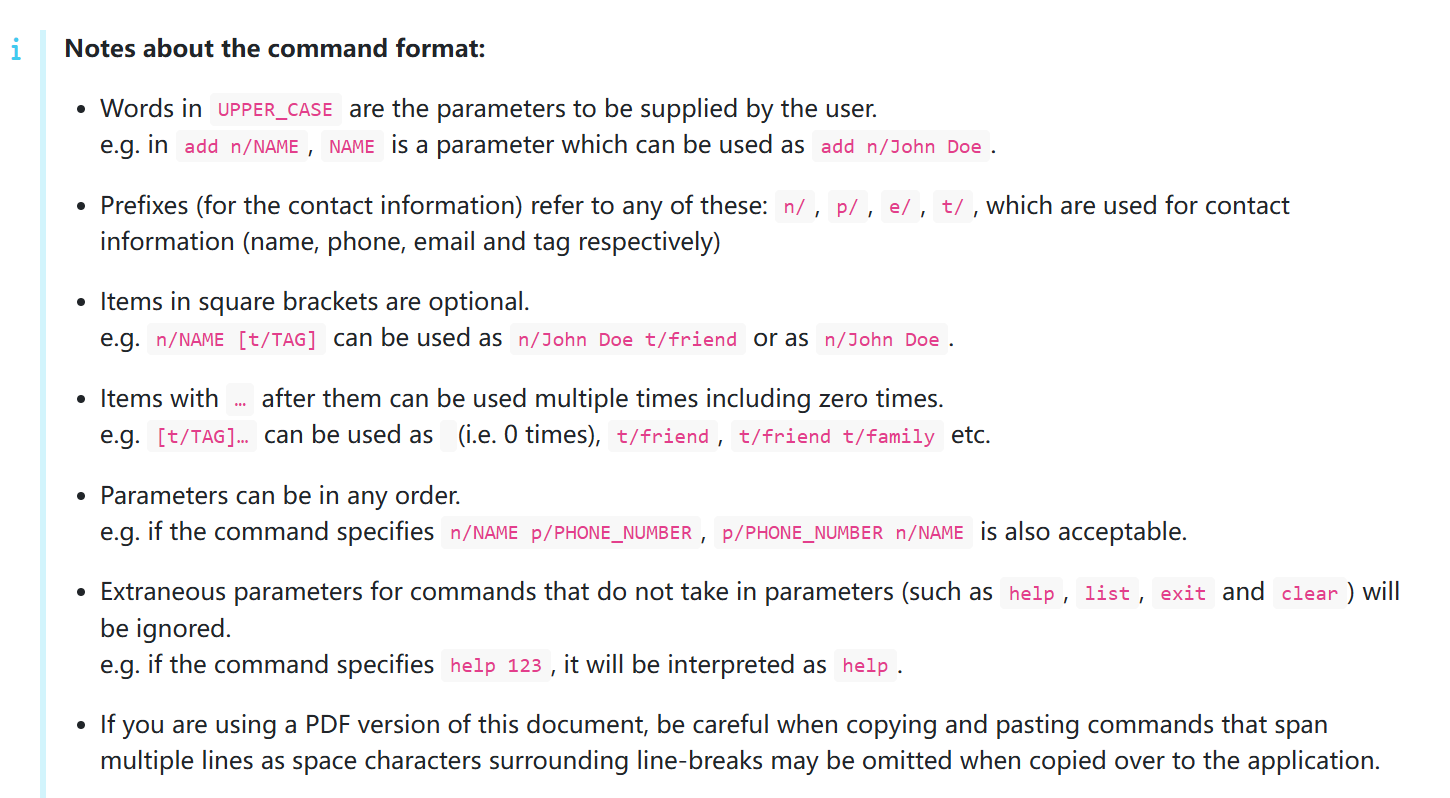 i
Notes about the command format:
• Words in UPPER_CASE are the parameters to be supplied by the user.
e.g. in add n/NAME , NAME is a parameter which can be used as add n/John Doe .
• Prefixes (for the contact information) refer to any of these: n/ , p/ , e/ , t/ , which are used for contact
information (name, phone, email and tag respectively)
• Items in square brackets are optional.
e.g. n/NAME [t/TAG] can be used as n/John Doe t/friend or as n/John Doe .
• Items with … after them can be used multiple times including zero times.
e.g. [t/TAG]… can be used as   (i.e. 0 times), t/friend , t/friend t/family etc.
• Parameters can be in any order.
e.g. if the command specifies n/NAME p/PHONE_NUMBER , p/PHONE_NUMBER n/NAME is also acceptable.
• Extraneous parameters for commands that do not take in parameters (such as help , list , exit and clear ) will
be ignored.
e.g. if the command specifies help 123 , it will be interpreted as help .
• If you are using a PDF version of this document, be careful when copying and pasting commands that span
multiple lines as space characters surrounding line-breaks may be omitted when copied over to the application.